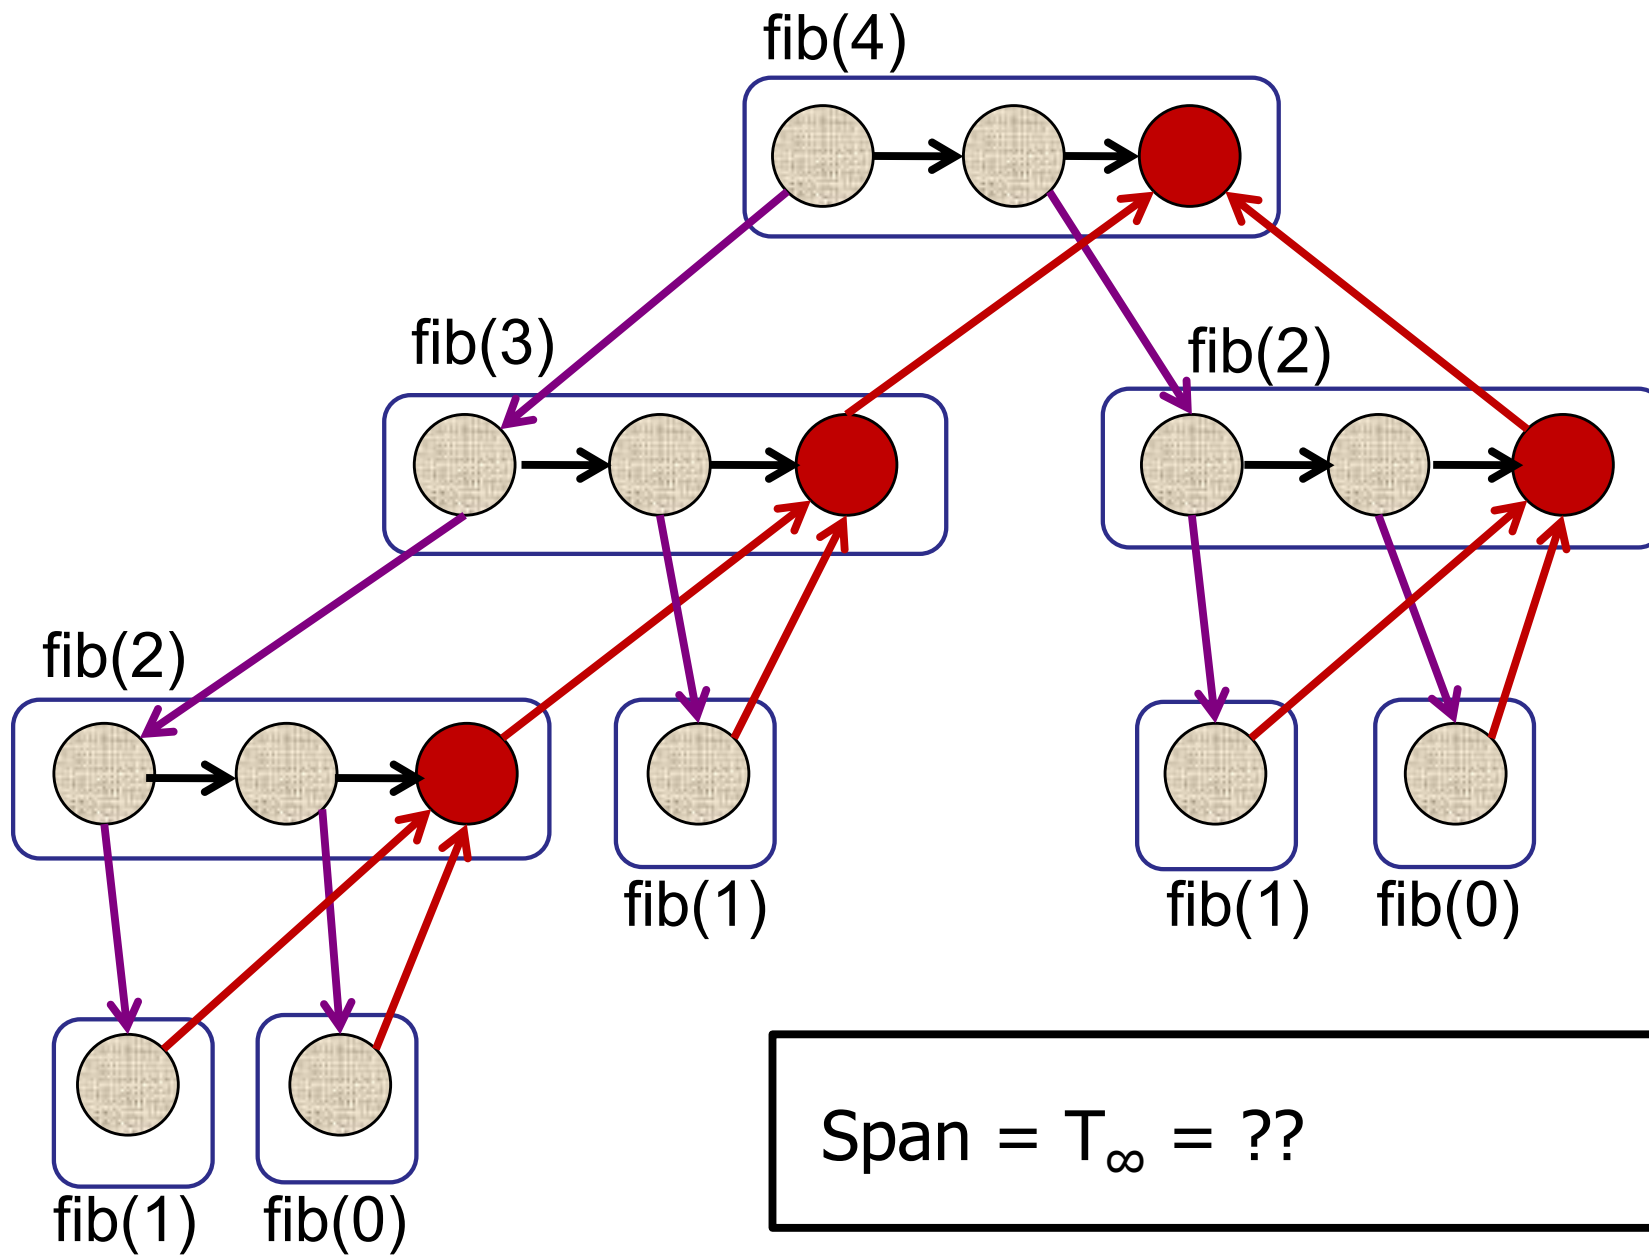 fib(4)
fib(3)
fib(2)
fib(2)
fib(1)
fib(1)
fib(0)
fib(1)
fib(0)
Span = T∞ = ??